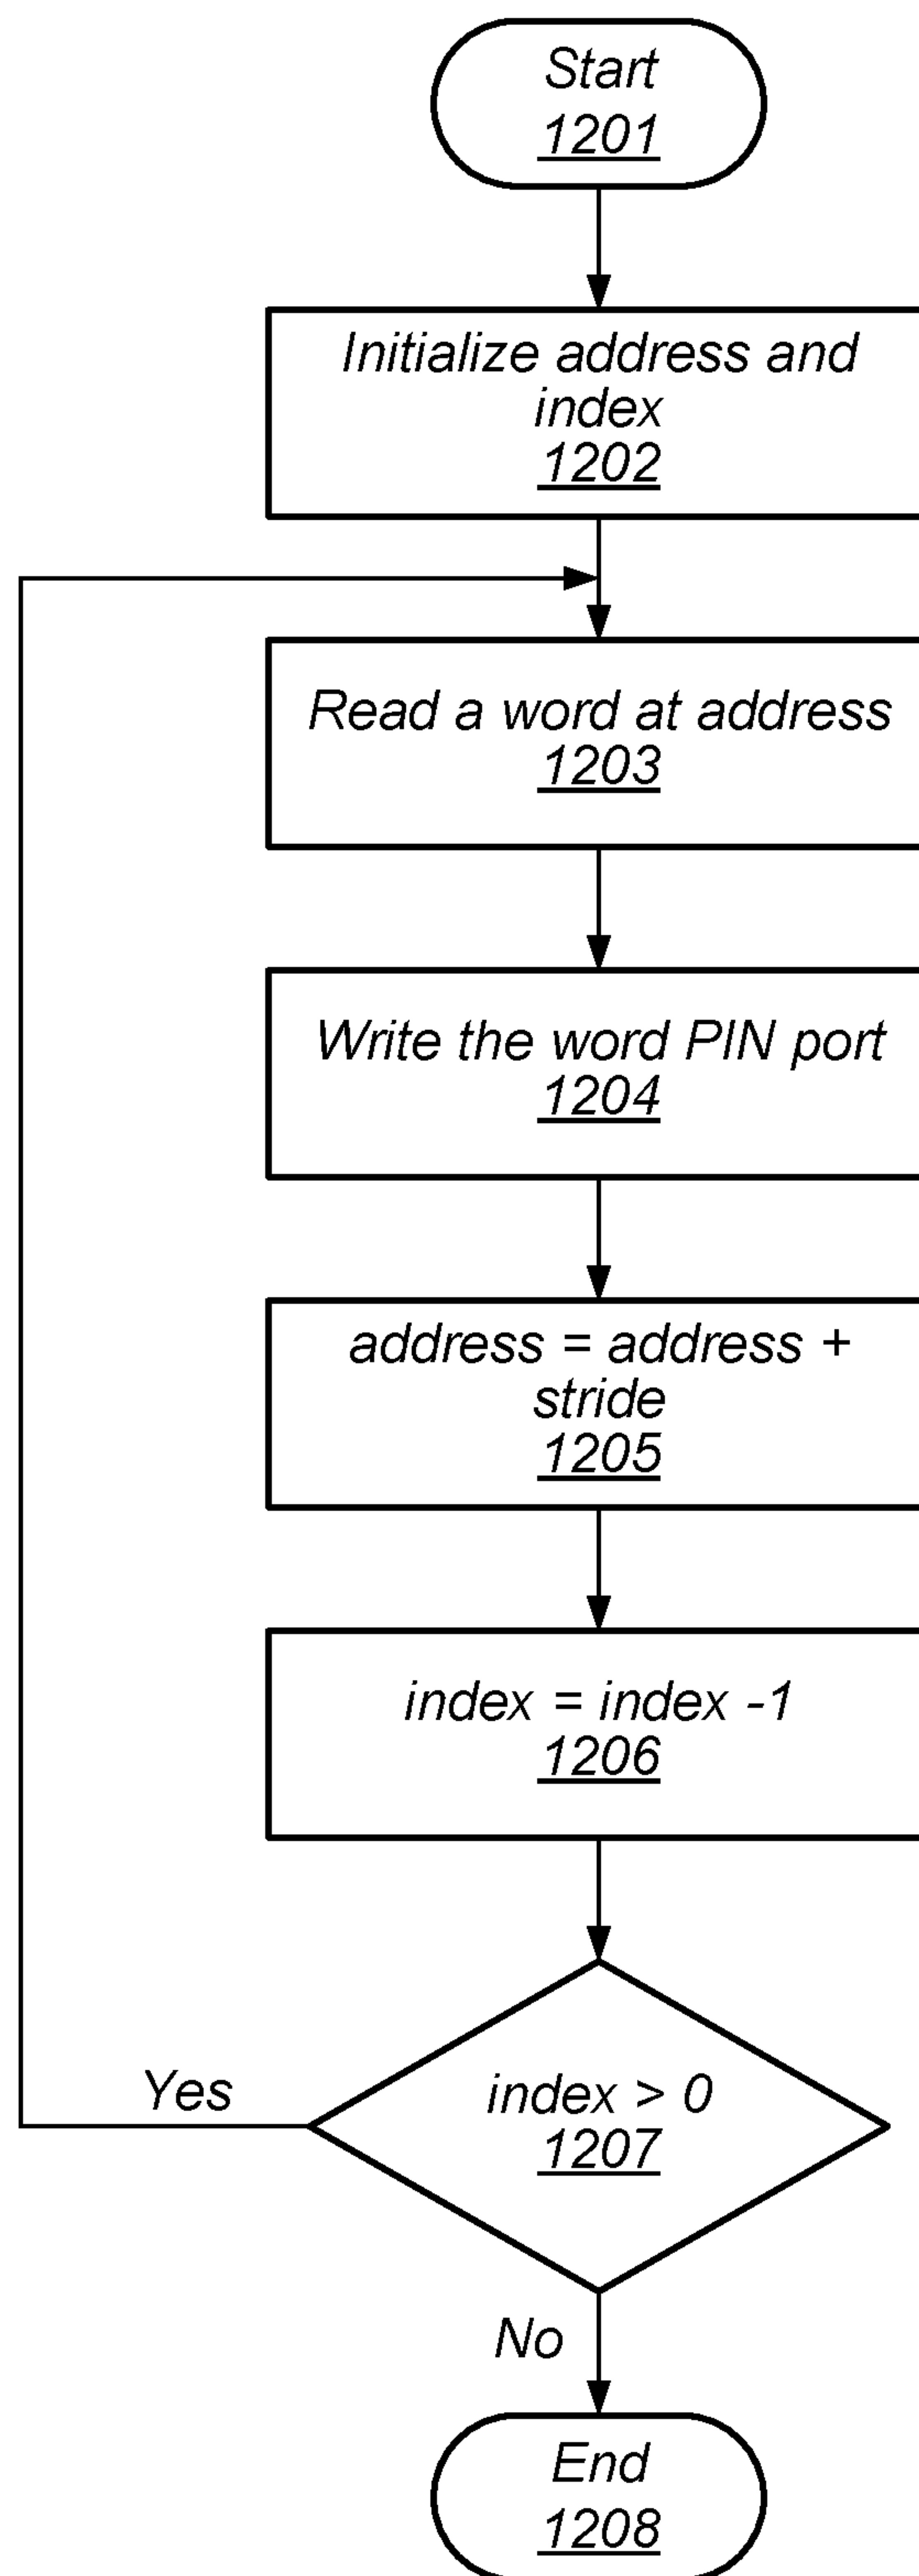 Start
1201
Initialize address and
index
1202
Read a word at address
1203
Write the word PIN port
1204
address = address +
stride
1205
index = index -1
1206
index > 0
1207
Yes
No
End
1208